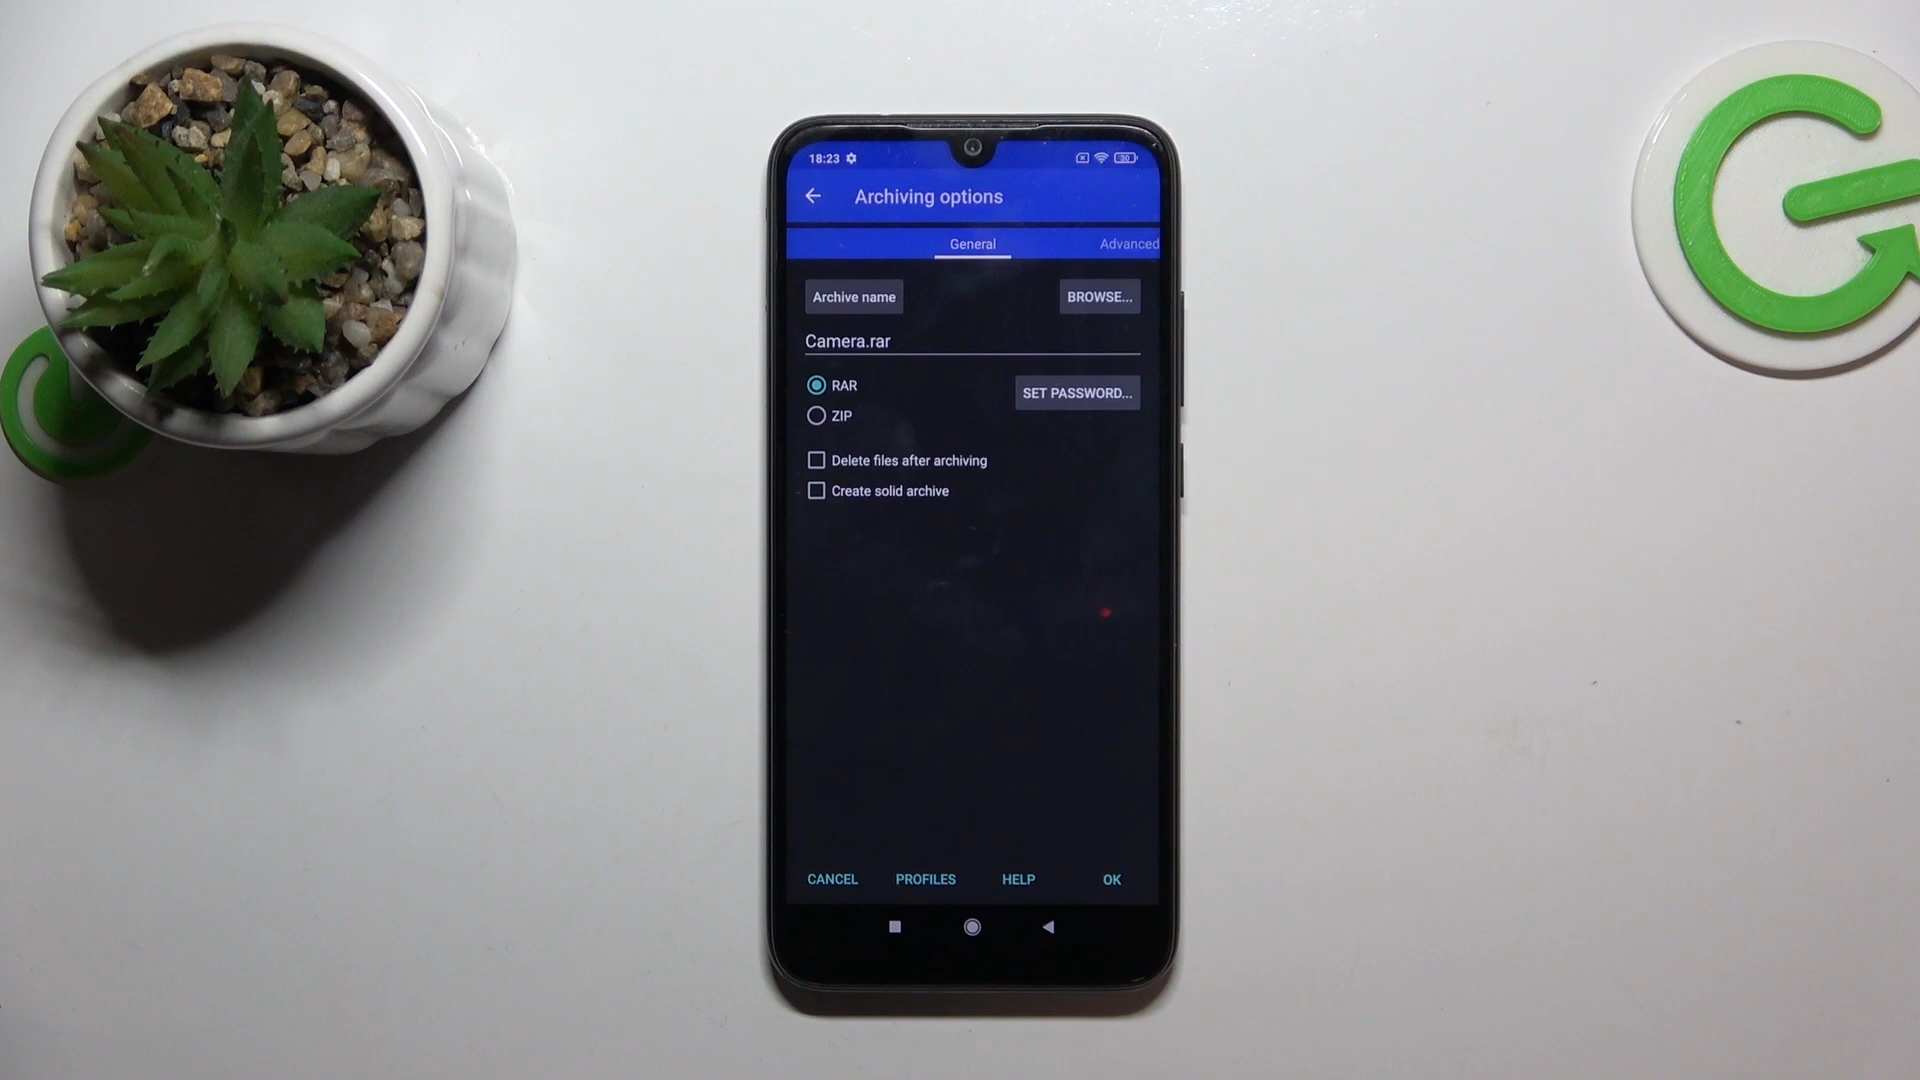 18:23
30
Archiving options
General
Advanced
Archive name
BROWSE...
Camera.rar
RAR
SET PASSWORD...
ZIP
Delete files after archiving
Create solid archive
CANCEL
PROFILES
HELP
OK